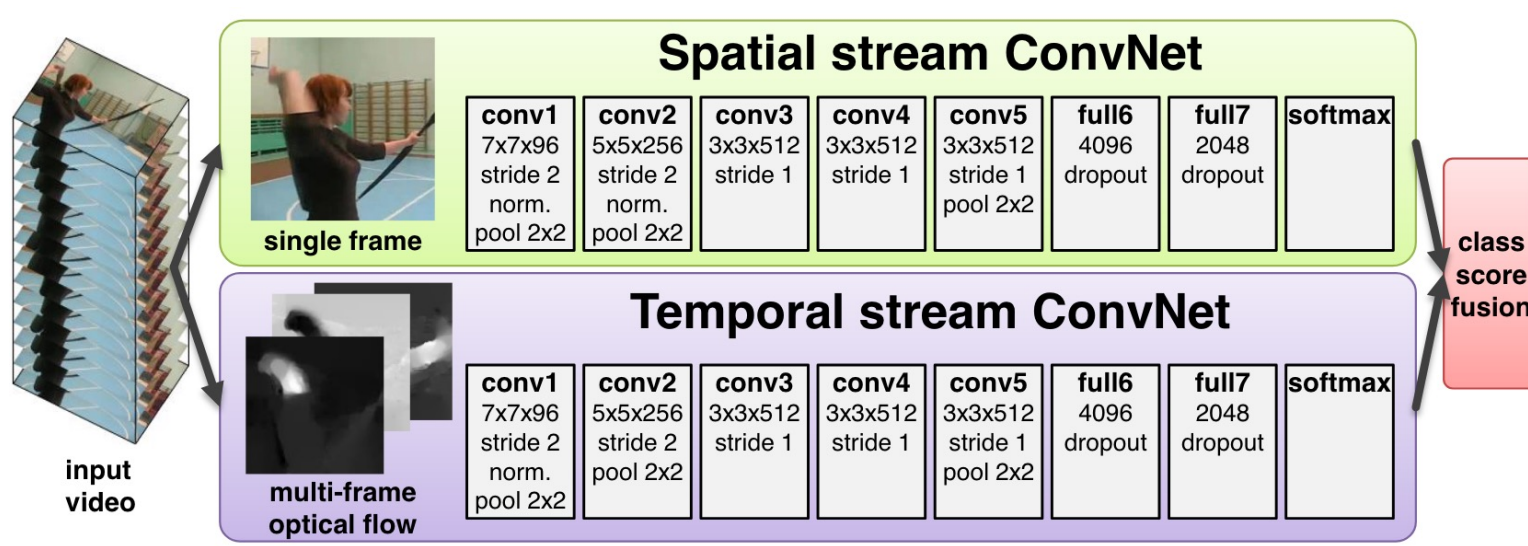 Spatial stream ConvNet
single frame
conv1
7x7x96
stride 2
norm.
pool 2x2
conv2
5x5x256
stride 2
norm.
pool 2x2
conv3
3x3x512
stride 1
conv4
3x3x512
stride 1
conv5
3x3x512
stride 1
pool 2x2
full6
4096
dropout
full7
2048
dropout
softmax
Temporal stream ConvNet
multi-frame
optical flow
conv1
7x7x96
stride 2
norm.
pool 2x2
conv2
5x5x256
stride 2
pool 2x2
conv3
3x3x512
stride 1
conv4
3x3x512
stride 1
conv5
3x3x512
stride 1
pool 2x2
full6
4096
dropout
full7
2048
dropout
softmax
input
video
class
score
fusion